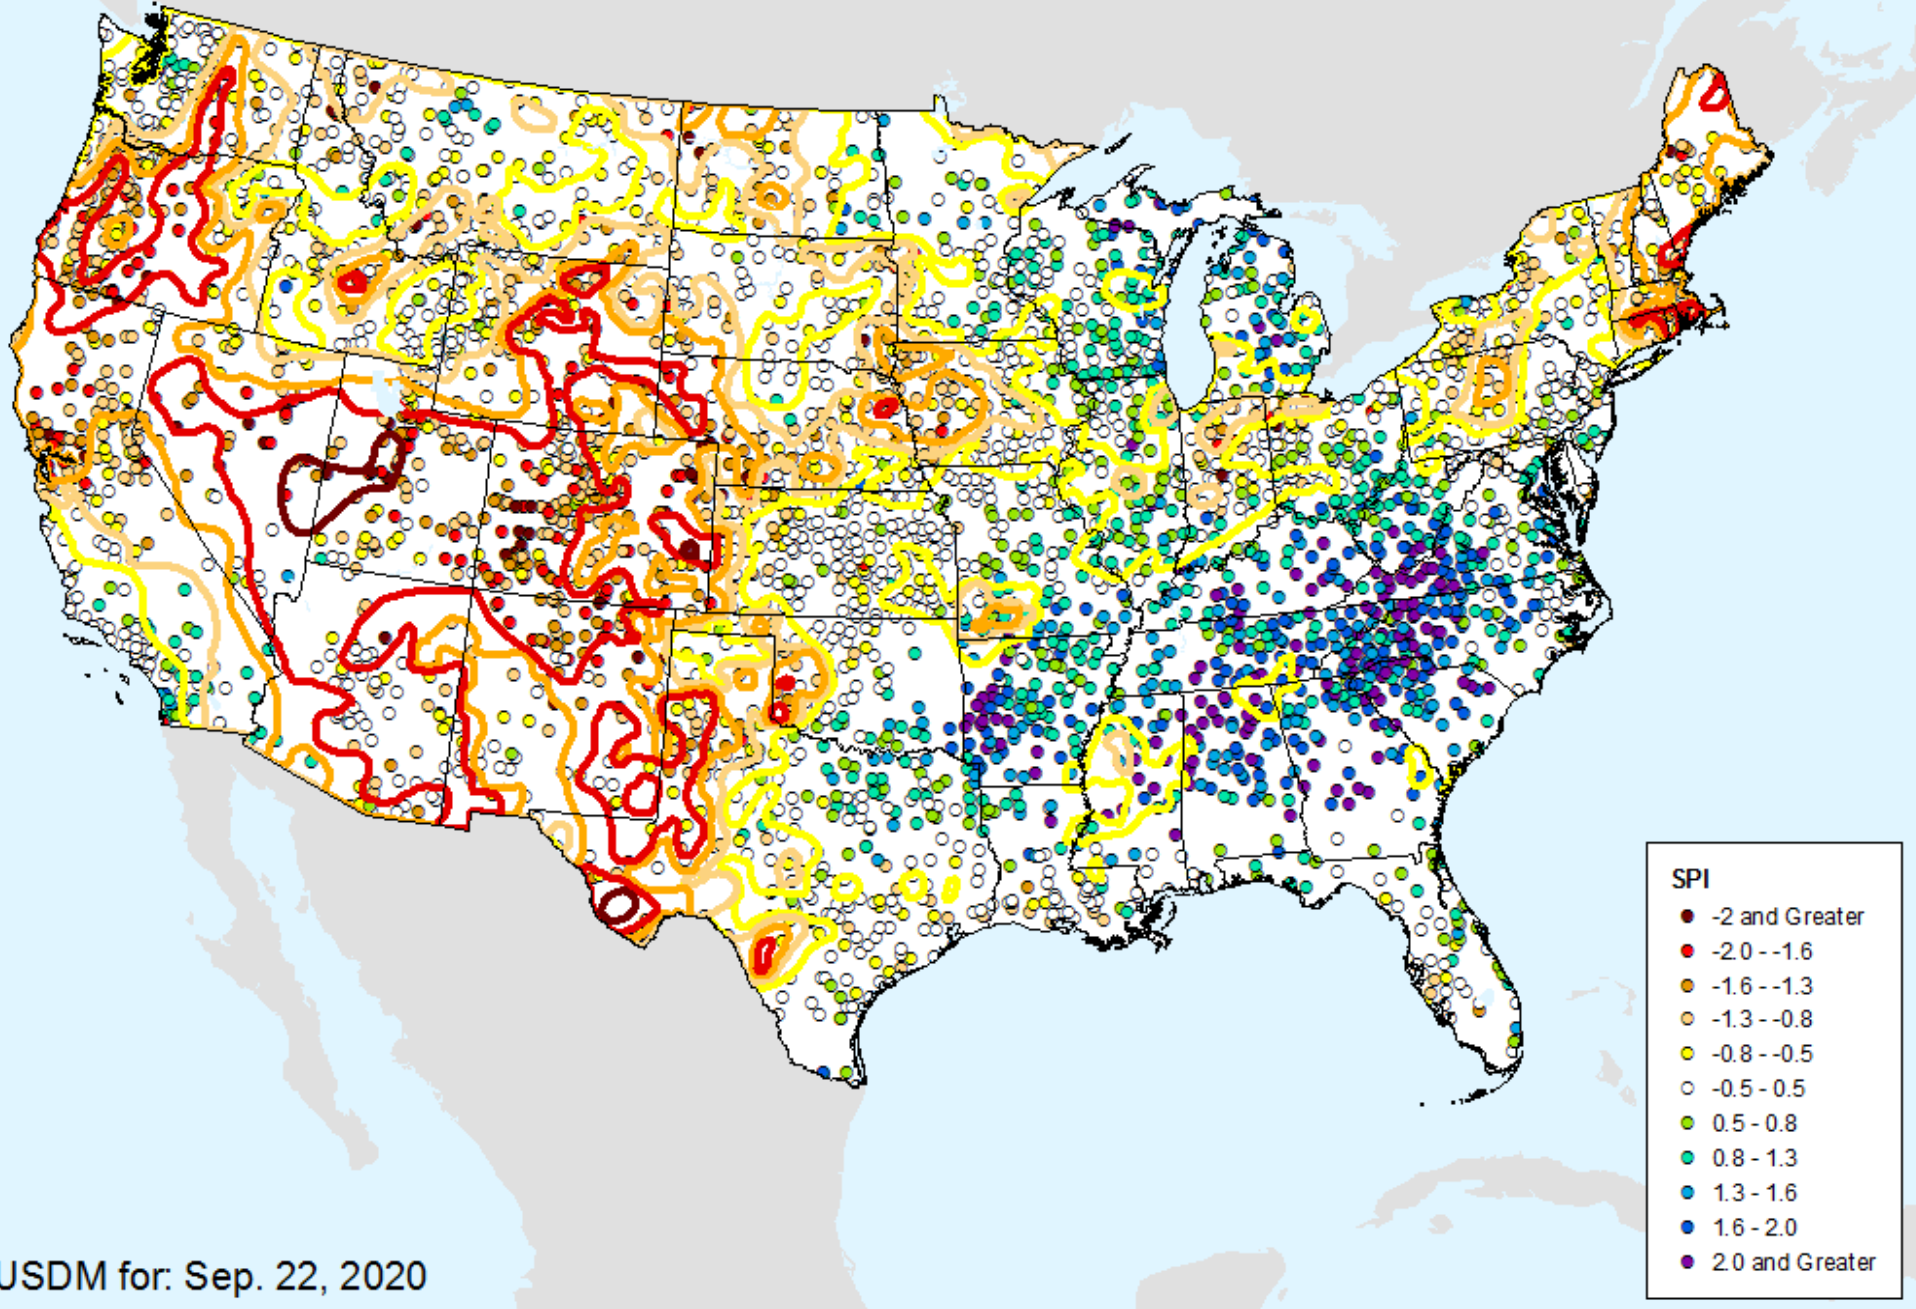 SPI
-2 and Greater
-2.0 - -1.6
-1.6 - -1.3
-1.3 - -0.8
-0.8 - -0.5
-0.5 - 0.5
0.5 - 0.8
0.8 - 1.3
1.3 - 1.6
1.6 - 2.0
2.0 and Greater
USDM for: Sep. 22, 2020